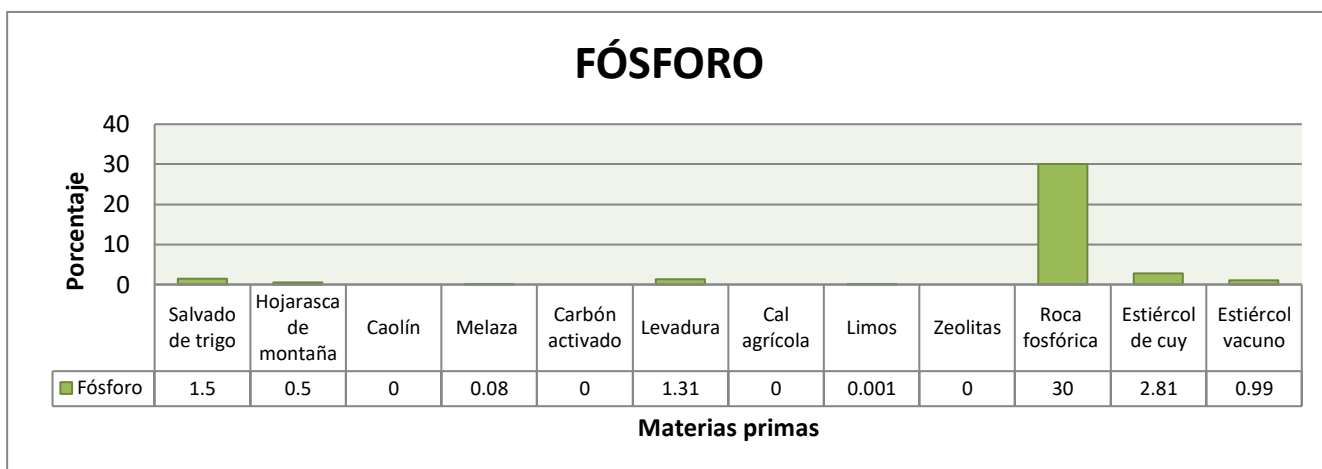 FÓSFORO
40
30
20
10
0
Porcentaje
Salvado de trigo
Hojarasca de montaña
Caolín
Melaza
Carbón activado
Levadura
Cal agrícola
Limos
Zeolitas
Roca fosfórica
Estiércol de cuy
Estiércol vacuno
Fósforo 1.5 0.5 0 0.08 0 1.31 0 0.001 0 30 2.81 0.99
Materias primas